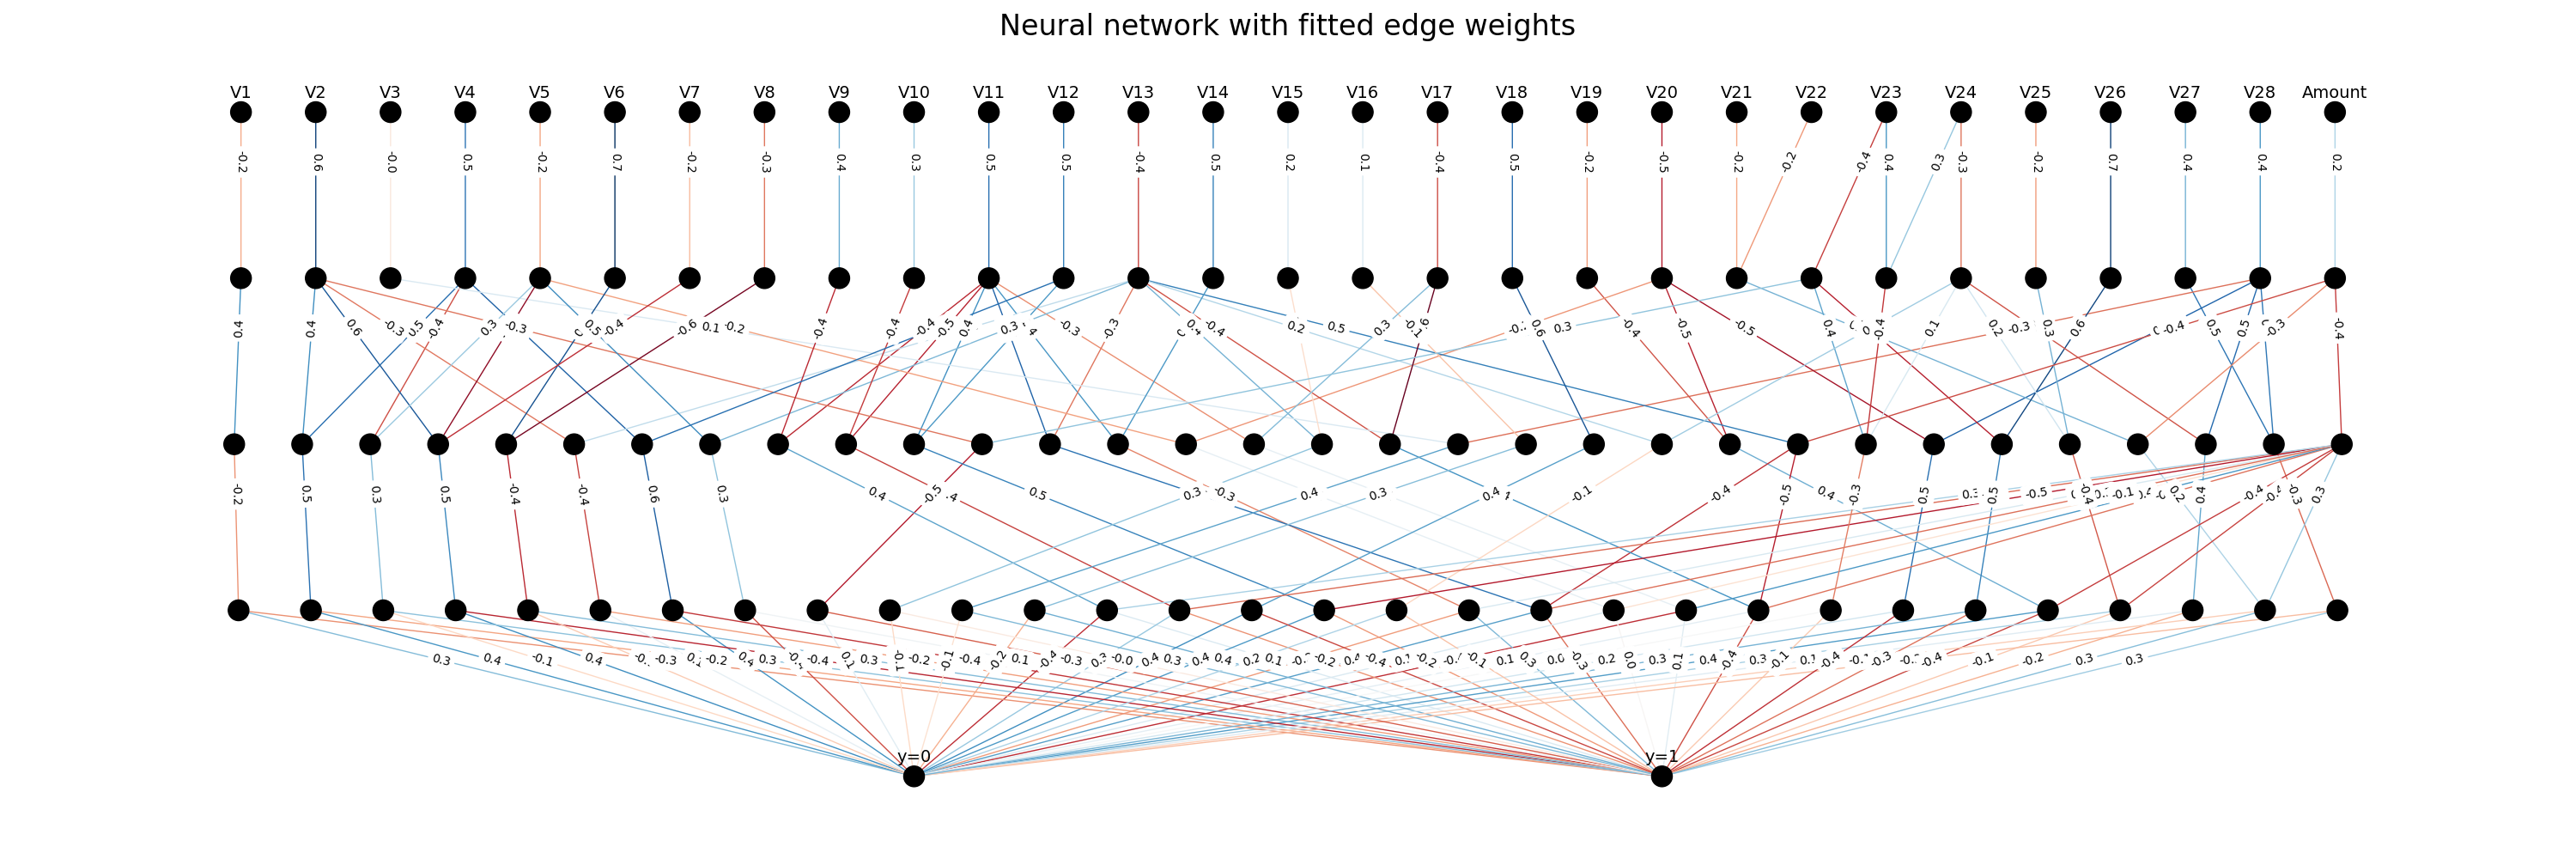 Neural network with fitted edge weights
V1 V2 V3 V4 V5 V6 V7 V8 V9 V10 V11 V12 V13 V14 V15 V16 V17 V18 V19 V20 V21 V22 V23 V24 V25 V26 V27 V28 Amount
-0.2 0.6 -0.0 0.5 -0.2 0.7 -0.2 -0.3 0.4 0.3 0.5 0.5 -0.4 0.5 0.2 0.1 -0.4 0.5 -0.2 -0.5 -0.2 -0.2 -0.4 0.4 0.3 -0.3 -0.2 0.7 0.4 0.4 0.2
0.4 0.4 0.6 -0.3 0.5 -0.4 0.3 -0.3 0.5 -0.4 -0.6 0.1 -0.2 -0.4 -0.4 -0.4 -0.5 0.4 0.3 -0.3 -0.3 0.4 -0.4 0.2 0.5 0.3 -0.1 0.6 0.3 -0.4 -0.5 -0.5 0.4 -0.4 0.1 0.2 -0.3 0.3 0.6 -0.4 0.5 0.5 -0.3 -0.4
-0.2 0.5 0.3 0.5 -0.4 -0.4 0.6 0.3 0.4 -0.5 0.5 0.3 -0.3 0.4 0.3 0.4 -0.1 -0.4 -0.5 0.4 -0.3 0.5 0.5 -0.5 -0.4 -0.1 0.2 0.4 -0.4 -0.3 0.3
0.3 0.4 -0.1 0.4 -0.3 -0.2 0.4 0.3 -0.4 0.1 0.3 -0.1 -0.2 -0.1 -0.4 -0.2 0.1 -0.4 -0.3 0.3 -0.0 0.4 0.3 0.4 0.4 0.2 0.1 -0.2 0.4 -0.4 -0.2 -0.1 0.1 0.3 0.0 -0.3 0.2 0.0 0.3 0.1 0.4 -0.4 0.3 -0.1 -0.4 -0.3 -0.4 -0.1 -0.2 0.3 0.3
y=0 y=1